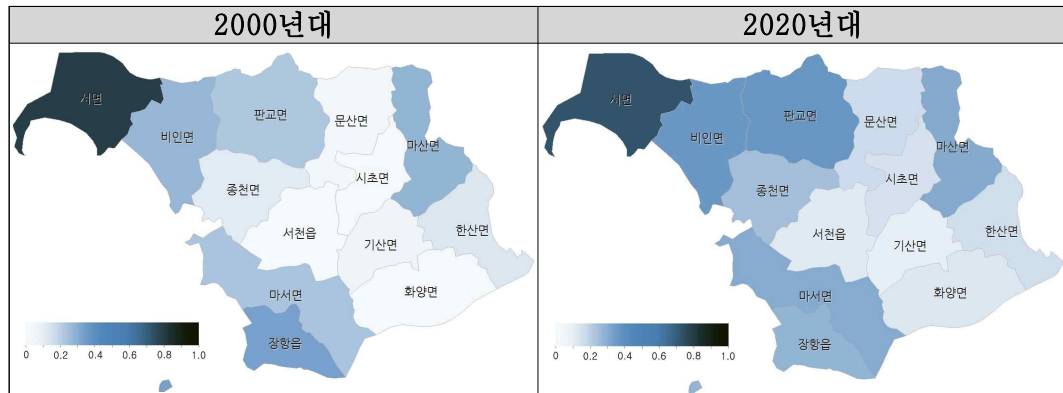 2000년대
2020년대
서면
비인면
판교면
문산면
마산면
종천면
시초면
서천읍
기산면
한산면
마서면
화양면
장항읍
0 0.2 0.4 0.6 0.8 1.0
서면
비인면
판교면
문산면
마산면
종천면
시초면
서천읍
기산면
한산면
마서면
화양면
장항읍
0 0.2 0.4 0.6 0.8 1.0